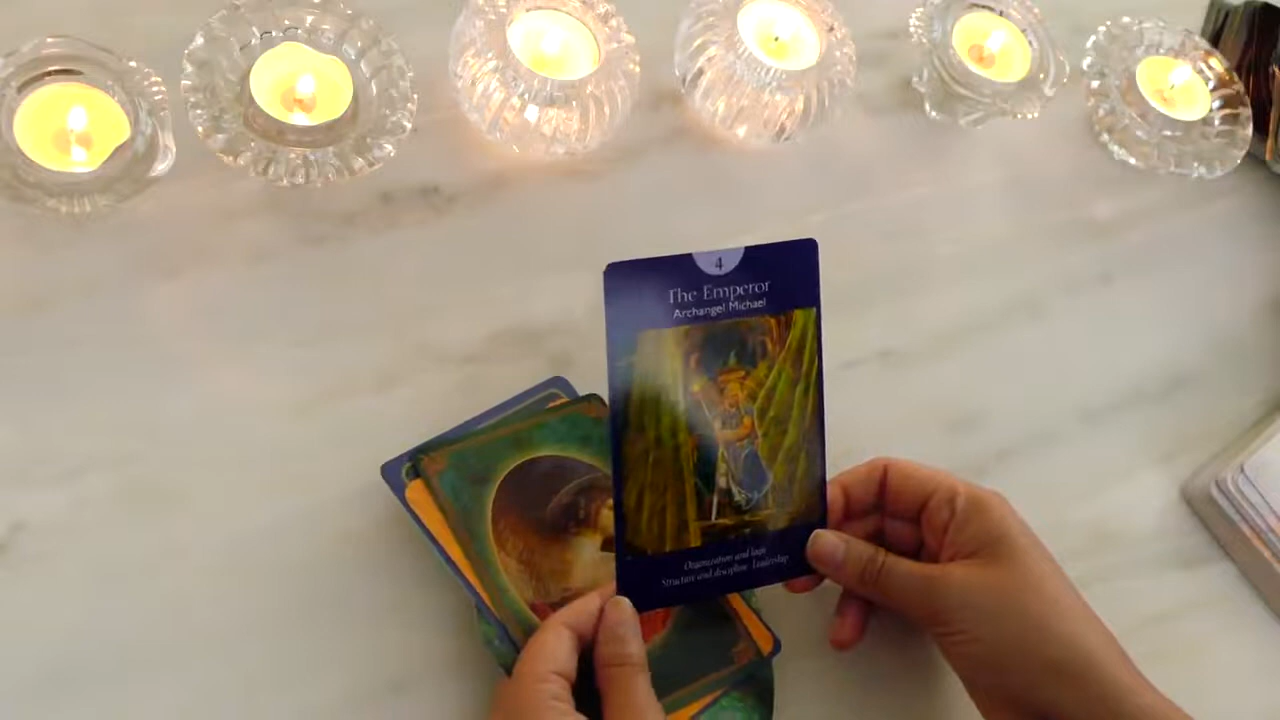 4
The Emperor
Archangel Michael
Organization and logic
Structure and discipline Leadership